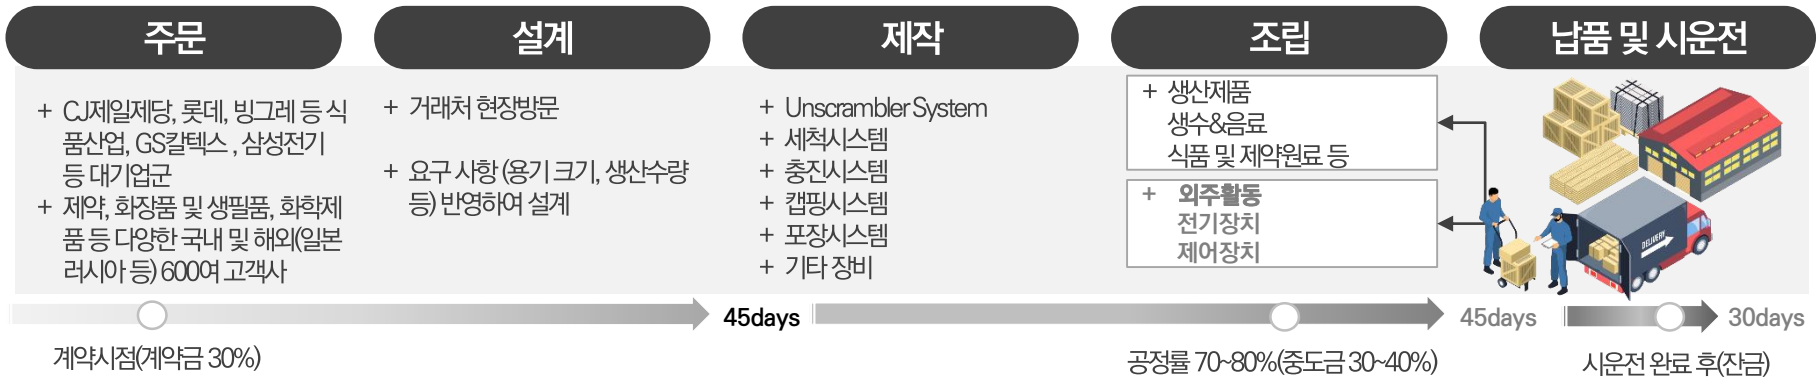 주문
+ CJ제일제당, 롯데, 빙그레 등 식
품산업, GS칼텍스 , 삼성전기
등 대기업군
+ 제약, 화장품 및 생필품, 화학제
품 등 다양한 국내 및 해외(일본
러시아 등) 600여 고객사
설계
+ 거래처 현장방문
+ 요구 사항 (용기 크기, 생산수량
등) 반영하여 설계
제작
+ Unscrambler System
+ 세척시스템
+ 충진시스템
+ 캡핑시스템
+ 포장시스템
+ 기타 장비
조립
+ 생산제품
생수&음료
식품 및 제약원료 등
+ 외주활동
전기장치
제어장치
납품 및 시운전
DELIVERY
45days
45days
30days
계약시점(계약금 30%)
공정률 70~80%(중도금 30~40%)
시운전 완료 후(잔금)